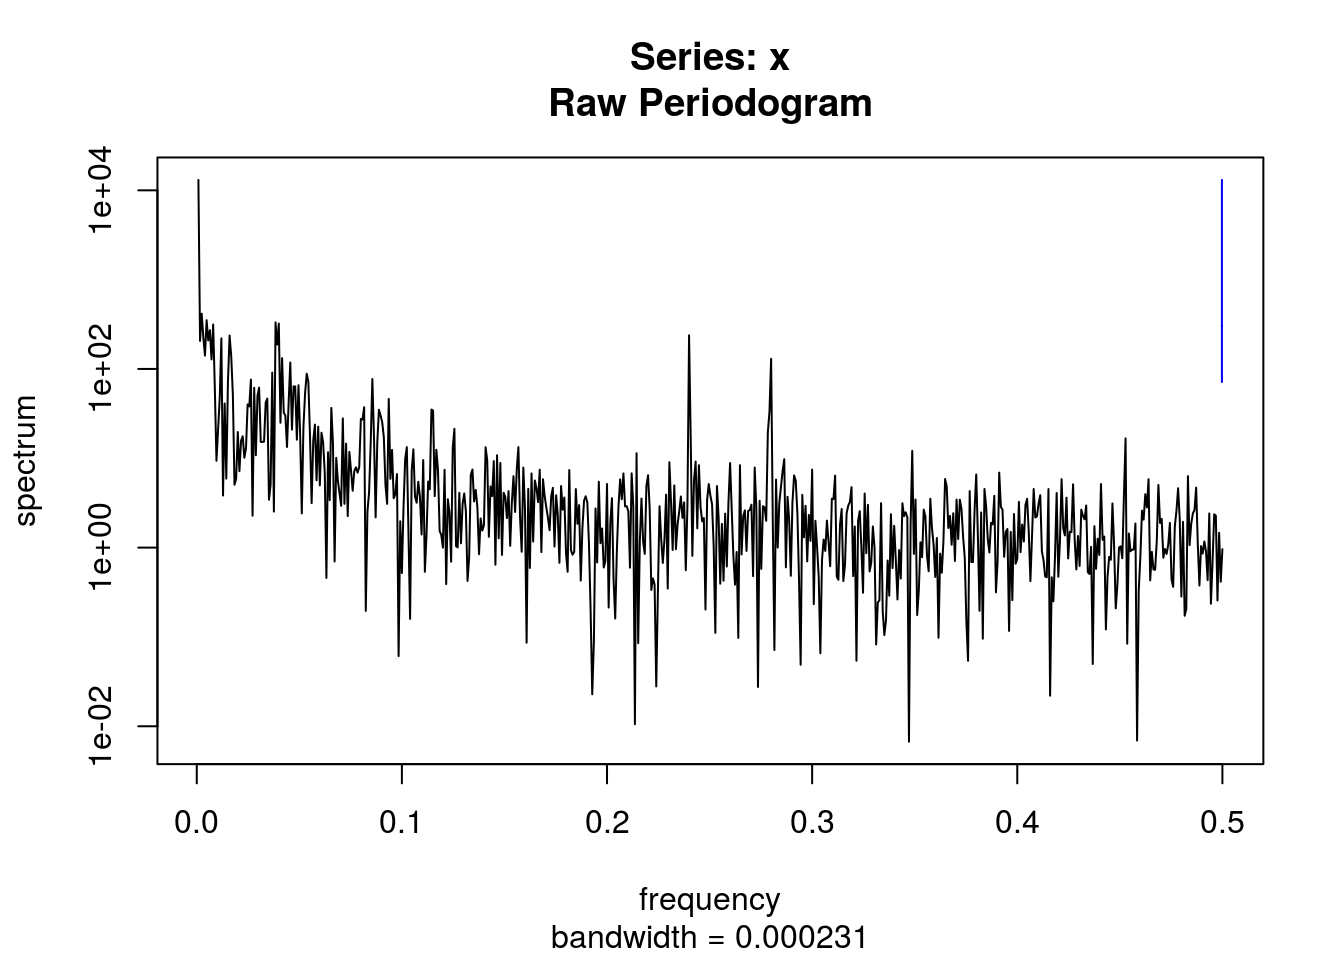 Series: x
Raw Periodogram
spectrum
1e+04
1e+02
1e+00
1e-02
0.0 0.1 0.2 0.3 0.4 0.5
frequency
bandwidth = 0.000231